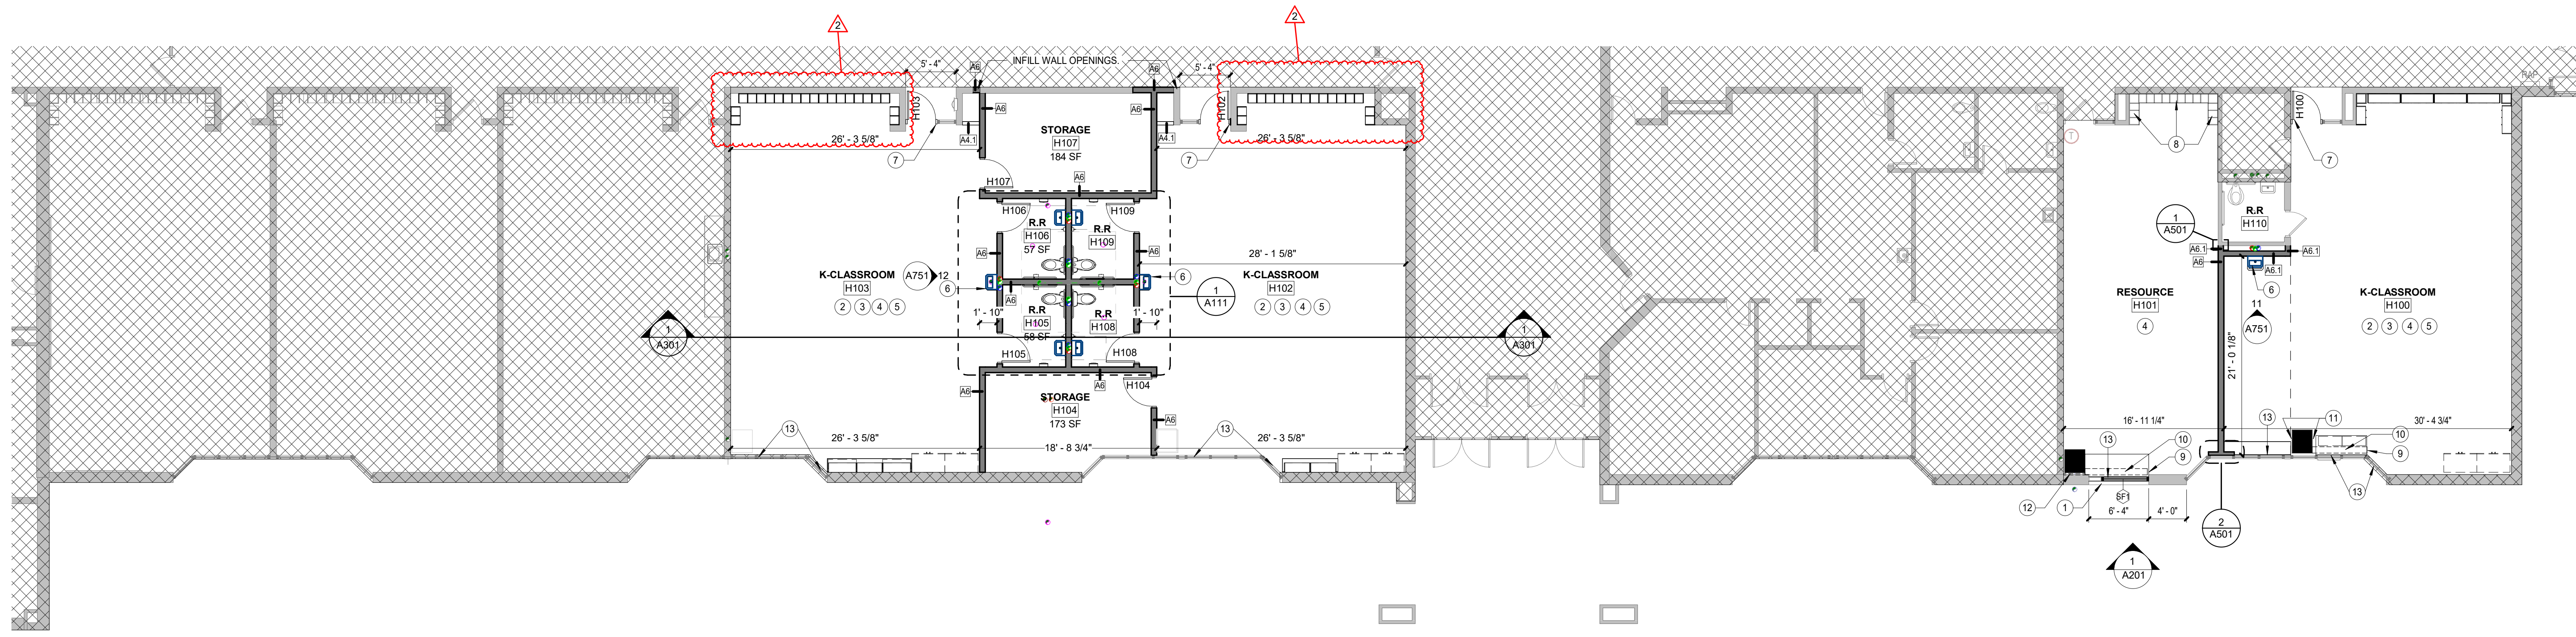 2
2
5' - 4"
A6
INFILL WALL OPENINGS.
A6
5' - 4"
RAP
H103
A6
A6
H102
H100
STORAGE
H107
184 SF
A4.1
A4.1
26' - 3 5/8"
26' - 3 5/8"
7
7
T
8
7
H107
A6
H106
H109
R.R
H106
57 SF
R.R
H109
A6
A6
28' - 1 5/8"
1
A501
R.R
H110
A6.1
A6.1
A6
A6.1
K-CLASSROOM
H103
2 3 4 5
A751
12
6
6
A6
1
A111
K-CLASSROOM
H102
2 3 4 5
6
RESOURCE
H101
4
11
A751
K-CLASSROOM
H100
2 3 4 5
1' - 10"
R.R
H105
58 SF
R.R
H108
1' - 10"
1
A301
1
A301
21' - 0 1/8"
H105
H108
A6
A6
H104
STORAGE
H104
173 SF
A6
13
26' - 3 5/8"
18' - 8 3/4"
13
26' - 3 5/8"
16' - 11 1/4"
13
11
30' - 4 3/4"
13
10
9
10
9
13
12
1
SF1
6' - 4"
4' - 0"
2
A501
1
A201